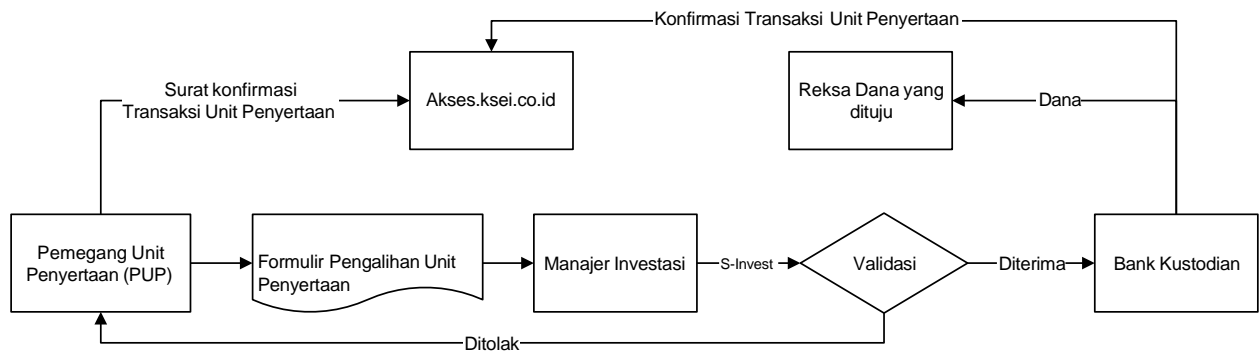 Konfirmasi Transaksi Unit Penyertaan
Surat konfirmasi
Transaksi Unit Penyertaan
Akses.ksei.co.id
Reksa Dana yang
dituju
Dana
Pemegang Unit
Penyertaan (PUP)
Formulir Pengalihan Unit
Penyertaan
Manajer Investasi
S-Invest
Validasi
Diterima
Bank Kustodian
Ditolak